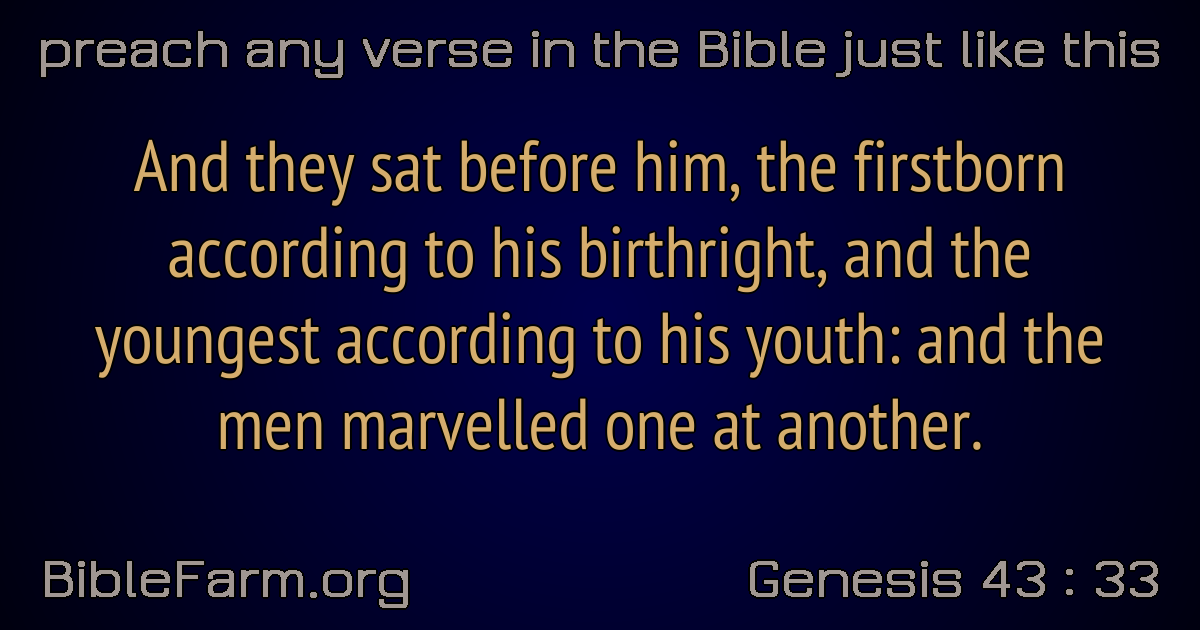 preach any verse in the Bible just like this
And they sat before him, the firstborn
according to his birthright, and the
youngest according to his youth: and the
men marvelled one at another.
BibleFarm.org
Genesis 43 : 33